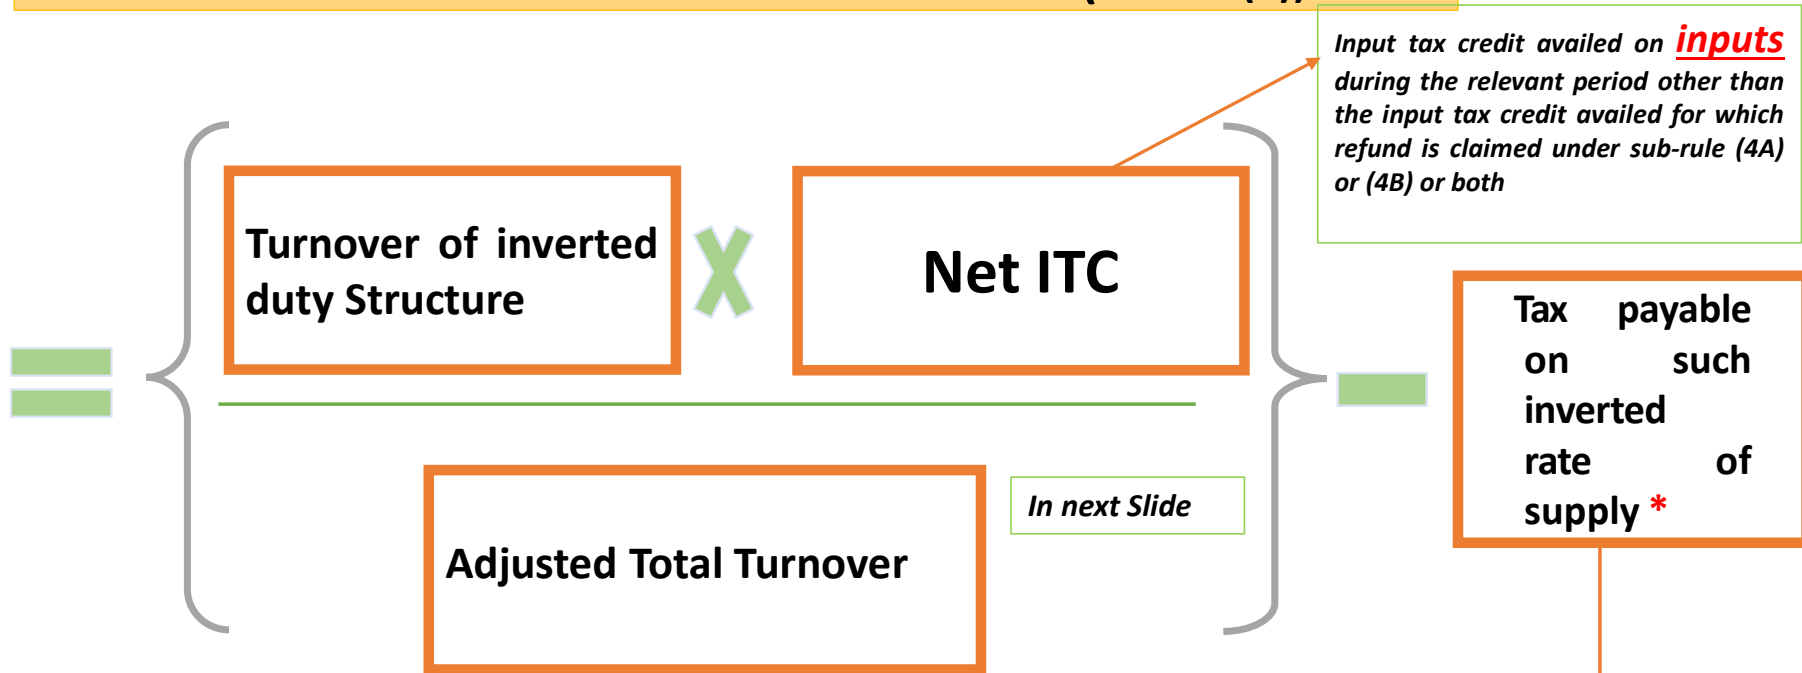 Input tax credit availed on inputs
during the relevant period other than
the input tax credit availed for which
refund is claimed under sub-rule (4A)
or (4B) or both
Turnover of inverted
duty Structure
Net ITC
Tax payable
on such
inverted
rate of
supply *
In next Slide
Adjusted Total Turnover